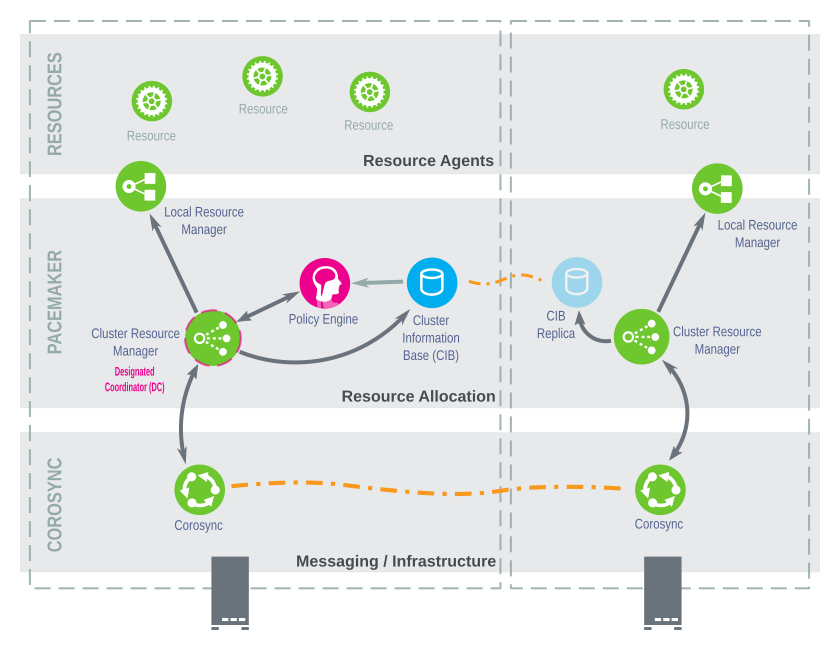 RESOURCES
Resource
Resource
Resource
Resource
Resource Agents
PACEMAKER
Local Resource
Manager
Local Resource
Manager
Policy Engine
Cluster
Information
Base (CIB)
CIB
Replica
Cluster Resource
Manager
Designated
Coordinator (DC)
Cluster Resource
Manager
Resource Allocation
COROSYNC
Corosync
Corosync
Messaging / Infrastructure